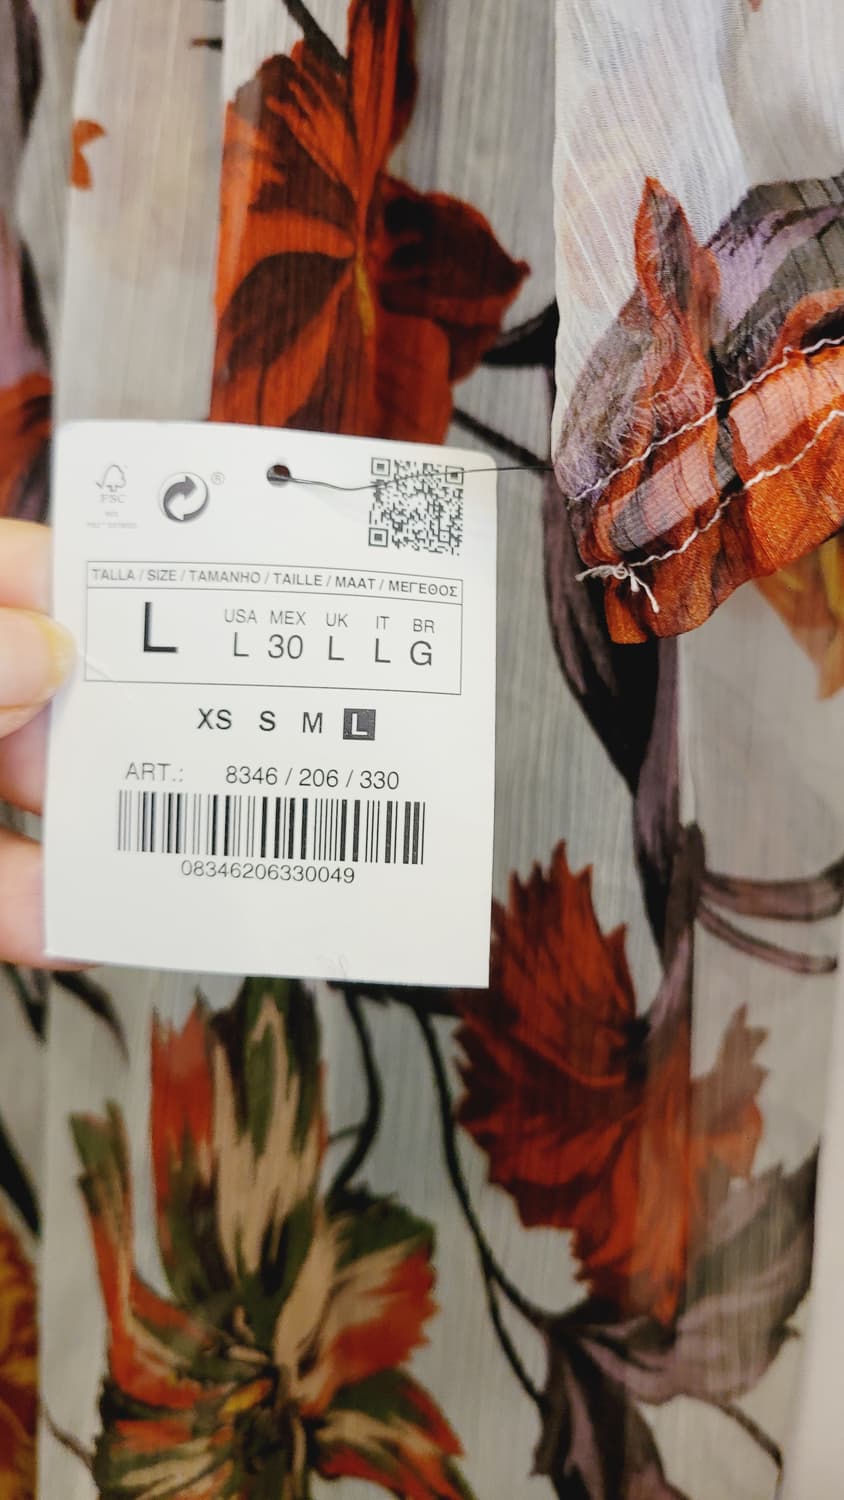 FSC
®
TALLA / SIZE / TAMANHO / TAILLE / MAAT / ΜΕΓΕΘΟΣ
L
USA MEX UK IT BR
L 30 L L G
XS S M L
ART.: 8346 / 206 / 330
08346206330049